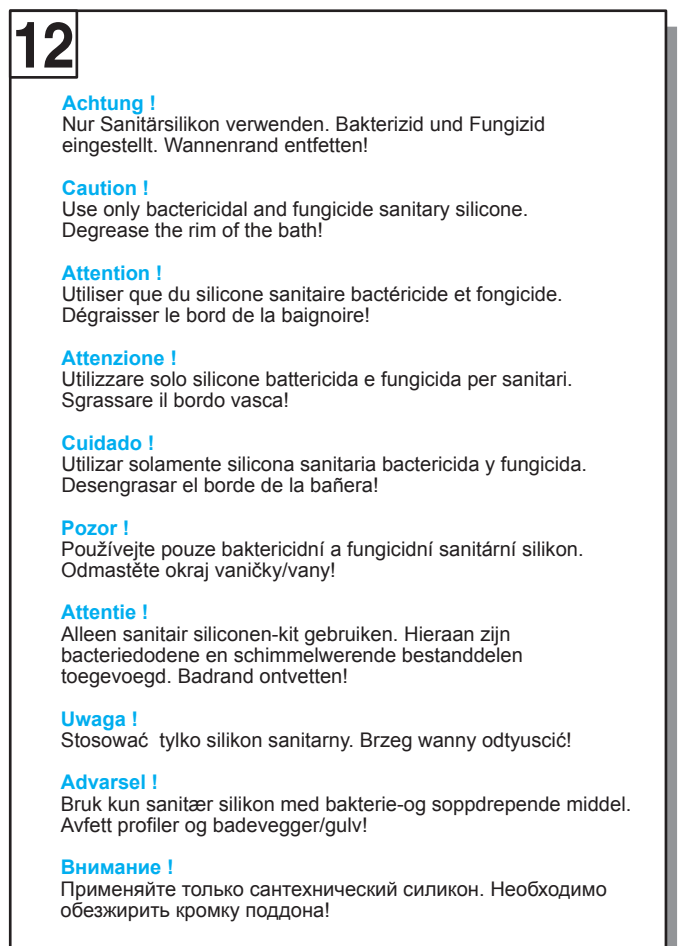 12
Achtung !
Nur Sanitärsilikon verwenden. Bakterizid und Fungizid
eingestellt. Wannenrand entfetten!
Caution !
Use only bactericidal and fungicide sanitary silicone.
Degrease the rim of the bath!
Attention !
Utiliser que du silicone sanitaire bactéricide et fongicide.
Dégraisser le bord de la baignoire!
Attenzione !
Utilizzare solo silicone battericida e fungicida per sanitari.
Sgrassare il bordo vasca!
Cuidado !
Utilizar solamente silicona sanitaria bactericida y fungicida.
Desengrasar el borde de la bañera!
Pozor !
Používejte pouze baktericidní a fungicidní sanitární silikon.
Odmastěte okraj vaničky/vany!
Attentie !
Alleen sanitair siliconen-kit gebruiken. Hieraan zijn
bacteriedodene en schimmelwerende bestanddelen
toegevoegd. Badrand ontvetten!
Uwaga !
Stosować  tylko silikon sanitarny. Brzeg wanny odtyuscić!
Advarsel !
Bruk kun sanitær silikon med bakterie-og soppdrepende middel.
Avfett profiler og badevegger/gulv!
Внимание !
Применяйте только сантехнический силикон. Необходимо
обезжирить кромку поддона!